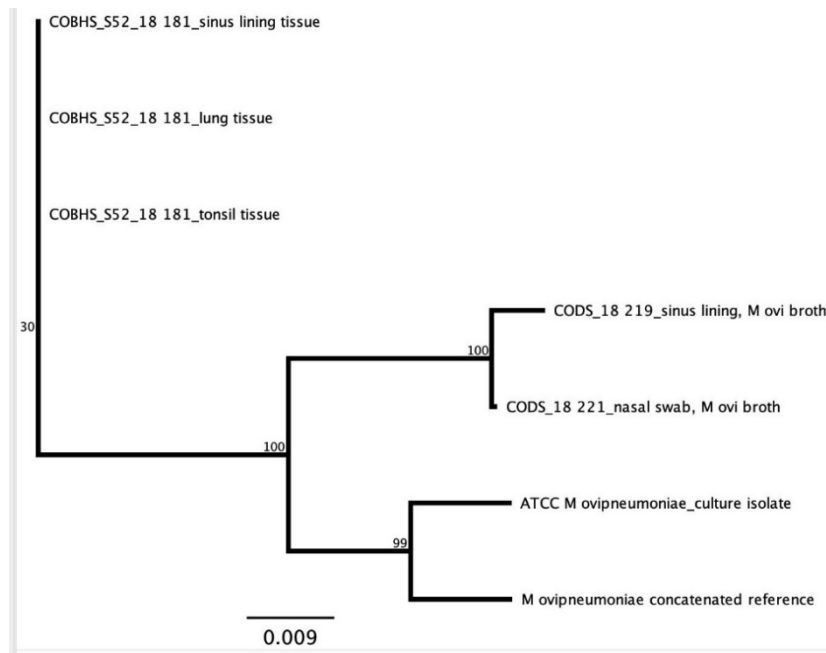 COBHS_S52_18 181_sinus lining tissue
COBHS_S52_18 181_lung tissue
COBHS_S52_18 181_tonsil tissue
CODS_18 219_sinus lining, M ovi broth
30
100
CODS_18 221_nasal swab, M ovi broth
100
ATCC M ovipneumoniae_culture isolate
99
M ovipneumoniae concatenated reference
0.009